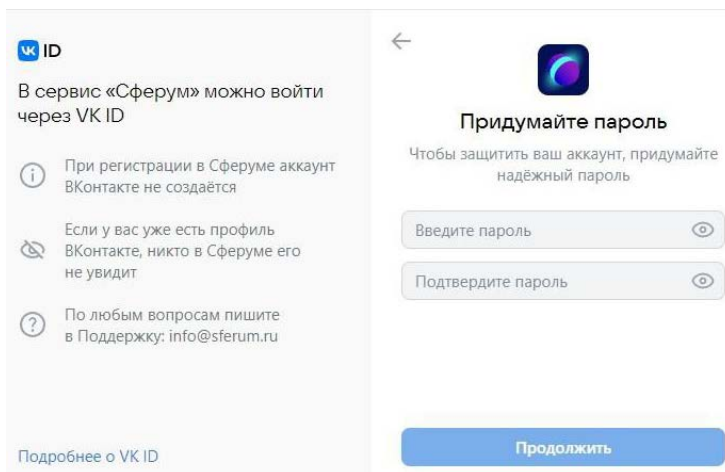 VK ID
В сервис «Сферум» можно войти
через VK ID
При регистрации в Сферуме аккаунт
ВКонтакте не создаётся
Если у вас уже есть профиль
ВКонтакте, никто в Сферуме его
не увидит
По любым вопросам пишите
в Поддержку: info@sferum.ru
Подробнее о VK ID
Придумайте пароль
Чтобы защитить ваш аккаунт, придумайте
надёжный пароль
Введите пароль
Подтвердите пароль
Продолжить